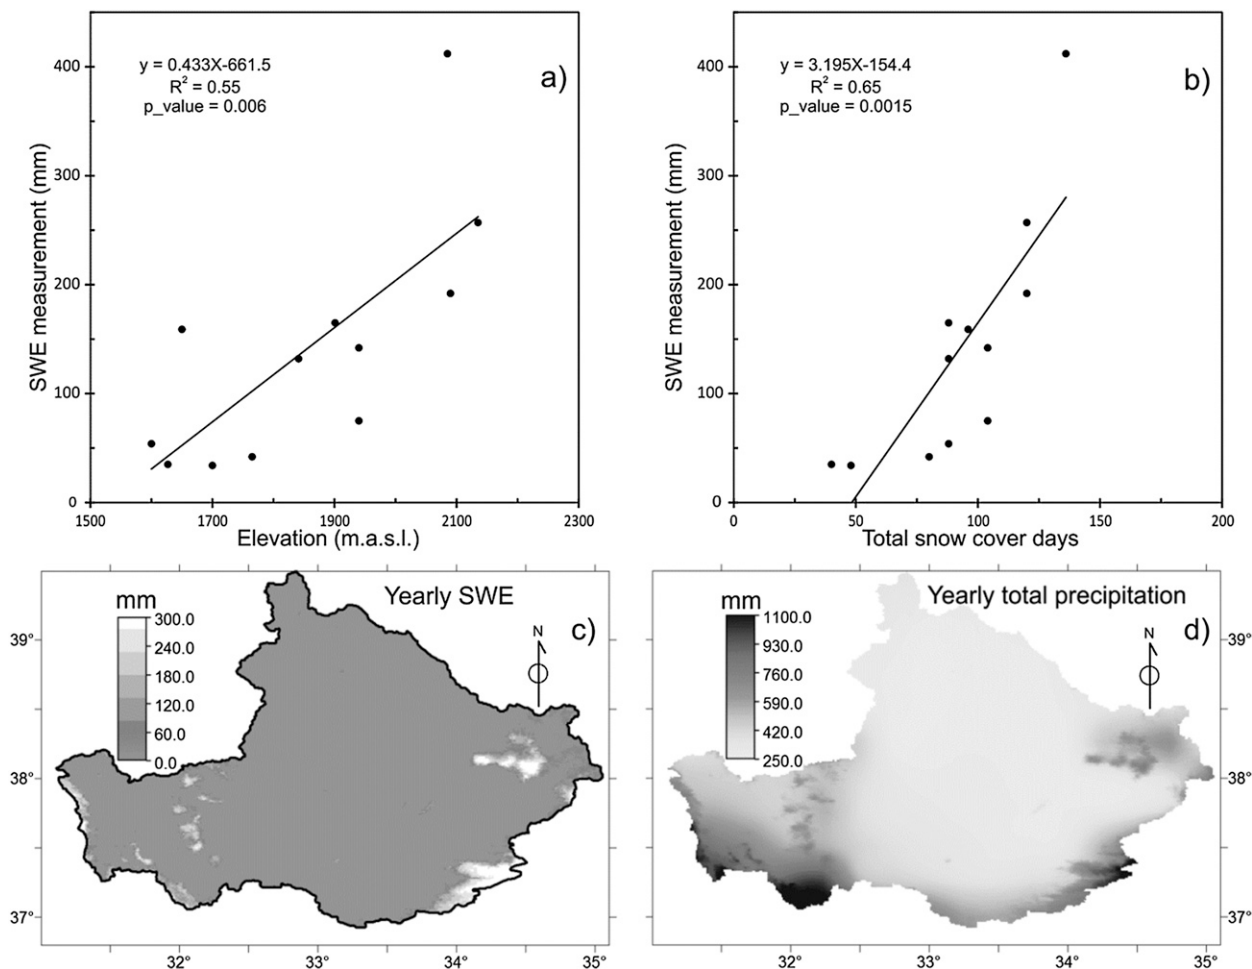 y = 0.433X-661.5
R² = 0.55
p_value = 0.006
a)
400
300
200
100
0
SWE measurement (mm)
1500 1700 1900 2100 2300
Elevation (m.a.s.l.)
y = 3.195X-154.4
R² = 0.65
p_value = 0.0015
b)
400
300
200
100
0
SWE measurement (mm)
0 50 100 150 200
Total snow cover days
Yearly SWE
c)
mm
300.0
240.0
180.0
120.0
60.0
0.0
N
39°
38°
37°
32° 33° 34° 35°
Yearly total precipitation
d)
mm
1100.0
930.0
760.0
590.0
420.0
250.0
N
39°
38°
37°
32° 33° 34° 35°